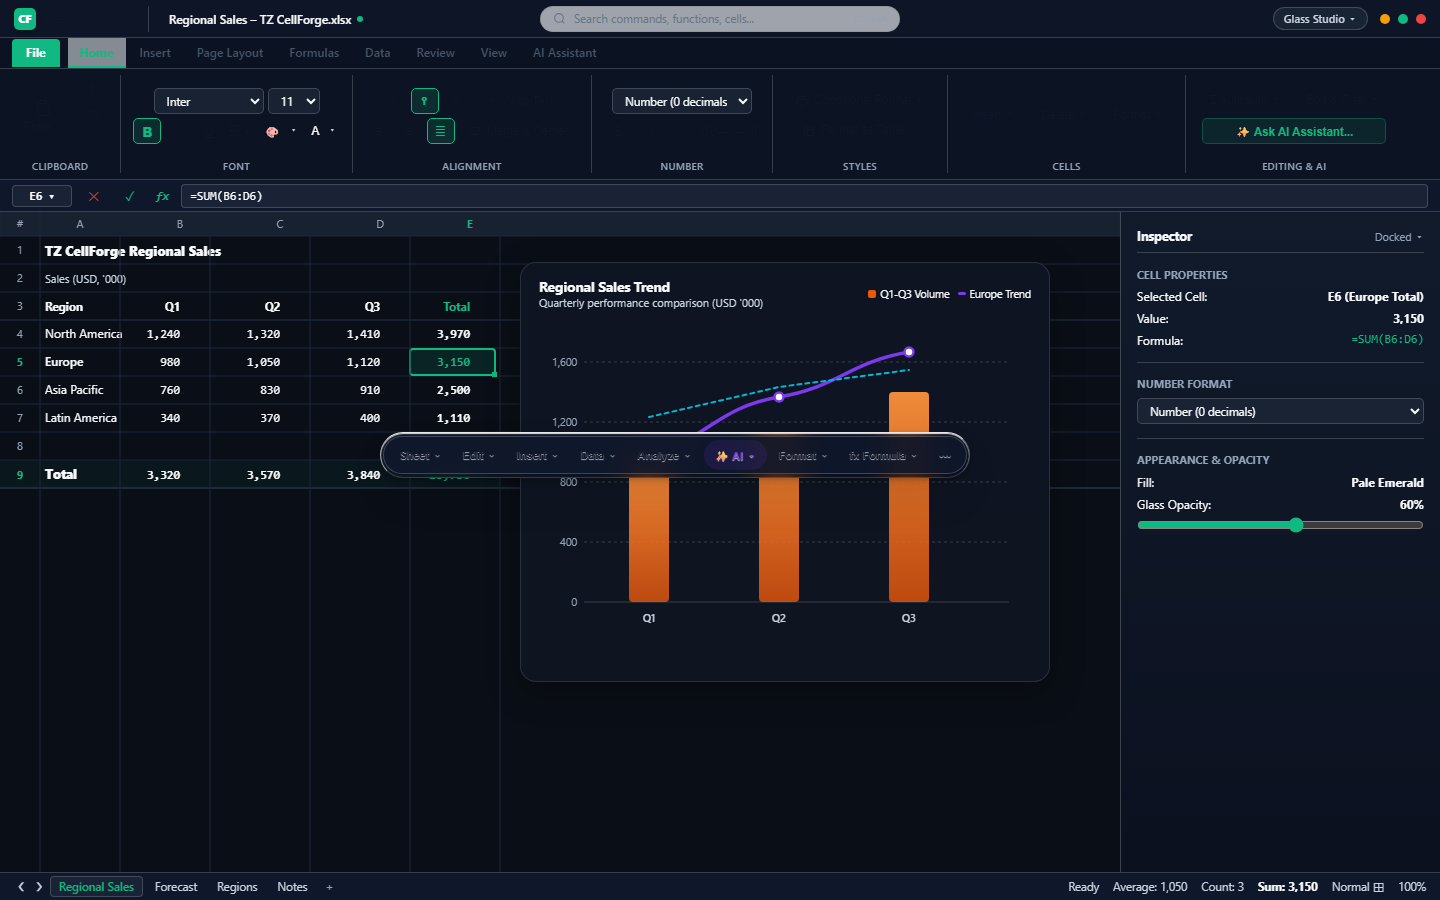 CF
Regional Sales – TZ CellForge.xlsx
Search commands, functions, cells...
Glass Studio
File Home Insert Page Layout Formulas Data Review View AI Assistant
Inter 11 Number (0 decimals
B A ✨ Ask AI Assistant...
CLIPBOARD FONT ALIGNMENT NUMBER STYLES CELLS EDITING & AI
E6 fx =SUM(B6:D6)
# A B C D E
1 TZ CellForge Regional Sales
2 Sales (USD, '000)
3 Region Q1 Q2 Q3 Total
4 North America 1,240 1,320 1,410 3,970
5 Europe 980 1,050 1,120 3,150
6 Asia Pacific 760 830 910 2,500
7 Latin America 340 370 400 1,110
8
9 Total 3,320 3,570 3,840
Regional Sales Trend
Quarterly performance comparison (USD '000)
Q1-Q3 Volume Europe Trend
1,600
1,200
800
400
0
Q1 Q2 Q3
Sheet Edit Insert Data Analyze ✨ AI Format fx Formula ...
Inspector Docked
CELL PROPERTIES
Selected Cell: E6 (Europe Total)
Value: 3,150
Formula: =SUM(B6:D6)
NUMBER FORMAT
Number (0 decimals)
APPEARANCE & OPACITY
Fill: Pale Emerald
Glass Opacity: 60%
Regional Sales Forecast Regions Notes +
Ready Average: 1,050 Count: 3 Sum: 3,150 Normal 100%